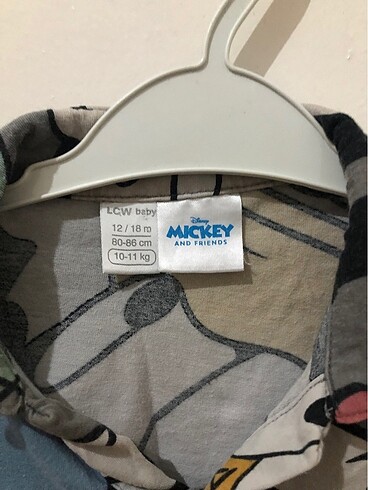 LCW baby
12 / 18 m
80-86 cm
10-11 kg
Disney
MICKEY
AND FRIENDS